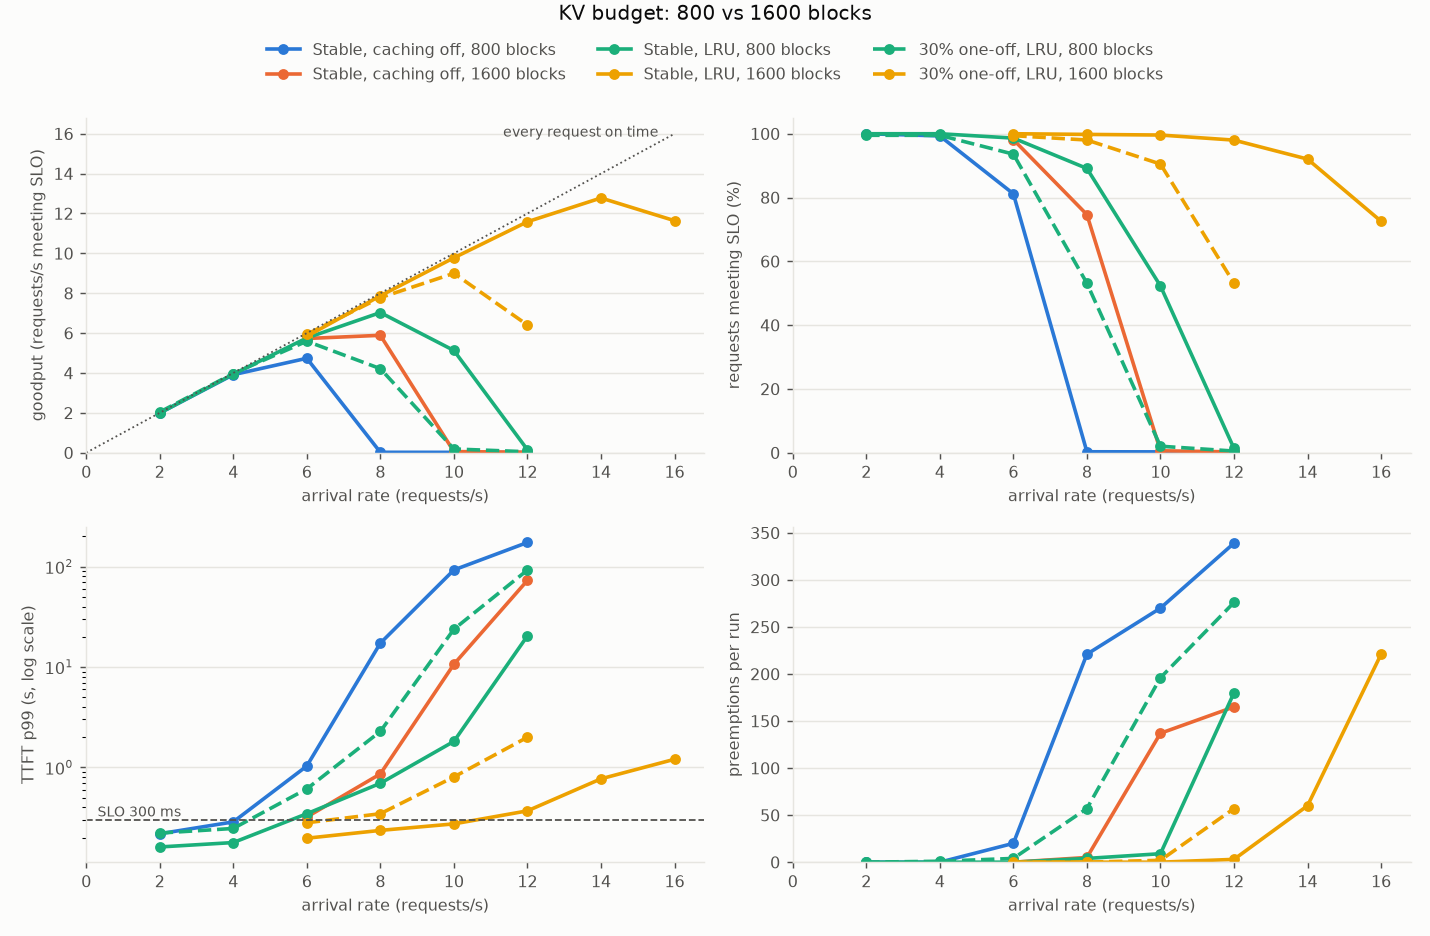 KV budget: 800 vs 1600 blocks
Stable, caching off, 800 blocks
Stable, LRU, 800 blocks
30% one-off, LRU, 800 blocks
Stable, caching off, 1600 blocks
Stable, LRU, 1600 blocks
30% one-off, LRU, 1600 blocks
goodput (requests/s meeting SLO)
16
14
12
10
8
6
4
2
0
every request on time
0 2 4 6 8 10 12 14 16
arrival rate (requests/s)
requests meeting SLO (%)
100
80
60
40
20
0
0 2 4 6 8 10 12 14 16
arrival rate (requests/s)
TTFT p99 (s, log scale)
10²
10¹
10⁰
SLO 300 ms
0 2 4 6 8 10 12 14 16
arrival rate (requests/s)
preemptions per run
350
300
250
200
150
100
50
0
0 2 4 6 8 10 12 14 16
arrival rate (requests/s)